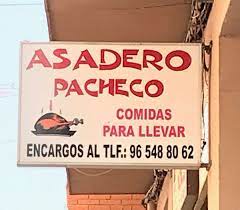 ASADERO
PACHECO
COMIDAS
PARA LLEVAR
ENCARGOS AL TLF.: 96 548 80 62